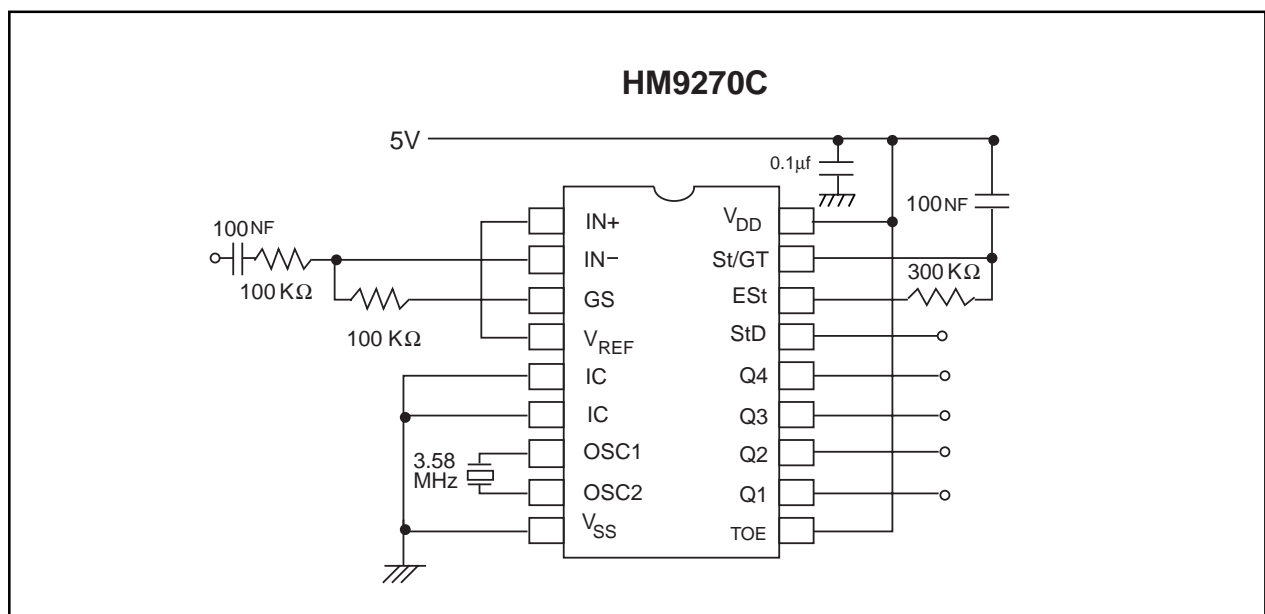 HM9270C
5V
0.1µf
100NF
100NF
100 KΩ
100 KΩ
IN+
IN−
GS
VREF
IC
IC
OSC1
OSC2
VSS
3.58
MHz
VDD
St/GT
ESt
StD
Q4
Q3
Q2
Q1
TOE
300 KΩ